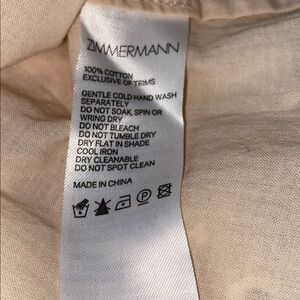 ZIMMERMANN
100% COTTON
EXCLUSIVE OF TRIMS
GENTLE COLD HAND WASH
SEPARATELY
DO NOT SOAK, SPIN OR
WRING DRY
DO NOT BLEACH
DO NOT TUMBLE DRY
DRY FLAT IN SHADE
COOL IRON
DRY CLEANABLE
DO NOT SPOT CLEAN
MADE IN CHINA
P